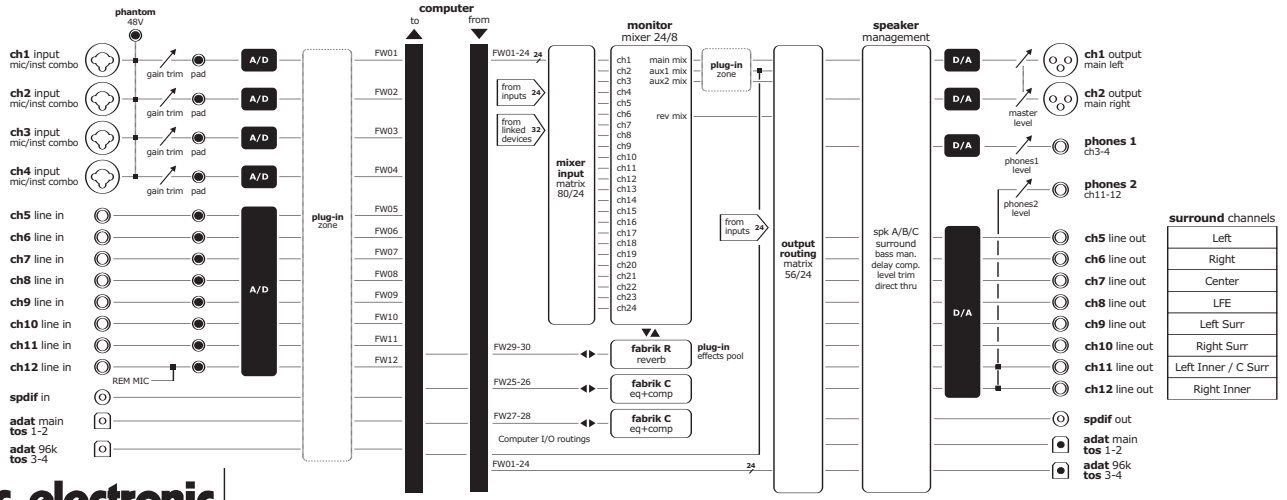 phantom
48V
computer
to
from
monitor
mixer 24/8
speaker
management
ch1 input
mic/inst combo
gain trim
pad
A/D
ch2 input
mic/inst combo
gain trim
pad
A/D
ch3 input
mic/inst combo
gain trim
pad
A/D
ch4 input
mic/inst combo
gain trim
pad
A/D
ch5 line in
ch6 line in
ch7 line in
ch8 line in
ch9 line in
ch10 line in
ch11 line in
ch12 line in
REM MIC
A/D
spdif in
adat main
tos 1-2
adat 96k
tos 3-4
plug-in
zone
FW01
FW02
FW03
FW04
FW05
FW06
FW07
FW08
FW09
FW10
FW11
FW12
FW01-24
24
from
inputs
24
from
linked
devices
32
mixer
input
matrix
80/24
ch1
ch2
ch3
ch4
ch5
ch6
ch7
ch8
ch9
ch10
ch11
ch12
ch13
ch14
ch15
ch16
ch17
ch18
ch19
ch20
ch21
ch22
ch23
ch24
main mix
aux1 mix
aux2 mix
rev mix
plug-in
zone
from
inputs
24
FW29-30
fabrik R
reverb
plug-in
effects pool
FW25-26
fabrik C
eq+comp
FW27-28
fabrik C
eq+comp
Computer I/O routings
FW01-24
24
output
routing
matrix
56/24
spk A/B/C
surround
bass man.
delay comp.
level trim
direct thru
D/A
D/A
master
level
D/A
phones1
level
phones2
level
D/A
ch1 output
main left
ch2 output
main right
phones 1
ch3-4
phones 2
ch11-12
ch5 line out
ch6 line out
ch7 line out
ch8 line out
ch9 line out
ch10 line out
ch11 line out
ch12 line out
spdif out
adat main
tos 1-2
adat 96k
tos 3-4
surround channels
Left
Right
Center
LFE
Left Surr
Right Surr
Left Inner / C Surr
Right Inner
electronic